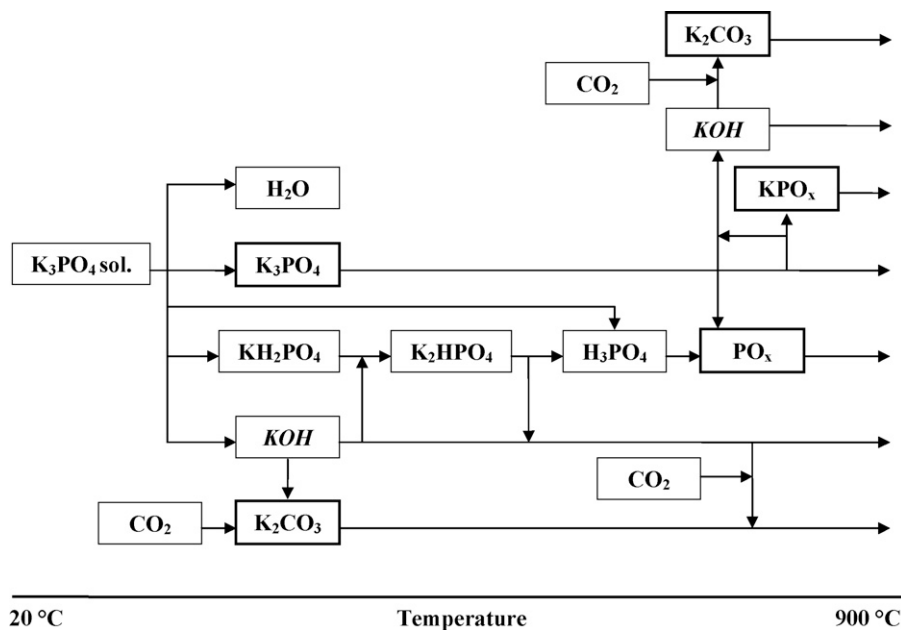 K₂CO₃
CO₂
KOH
H₂O
KPOₓ
K₃PO₄ sol.
K₃PO₄
KH₂PO₄
K₂HPO₄
H₃PO₄
POₓ
KOH
CO₂
CO₂
K₂CO₃
20 °C Temperature 900 °C